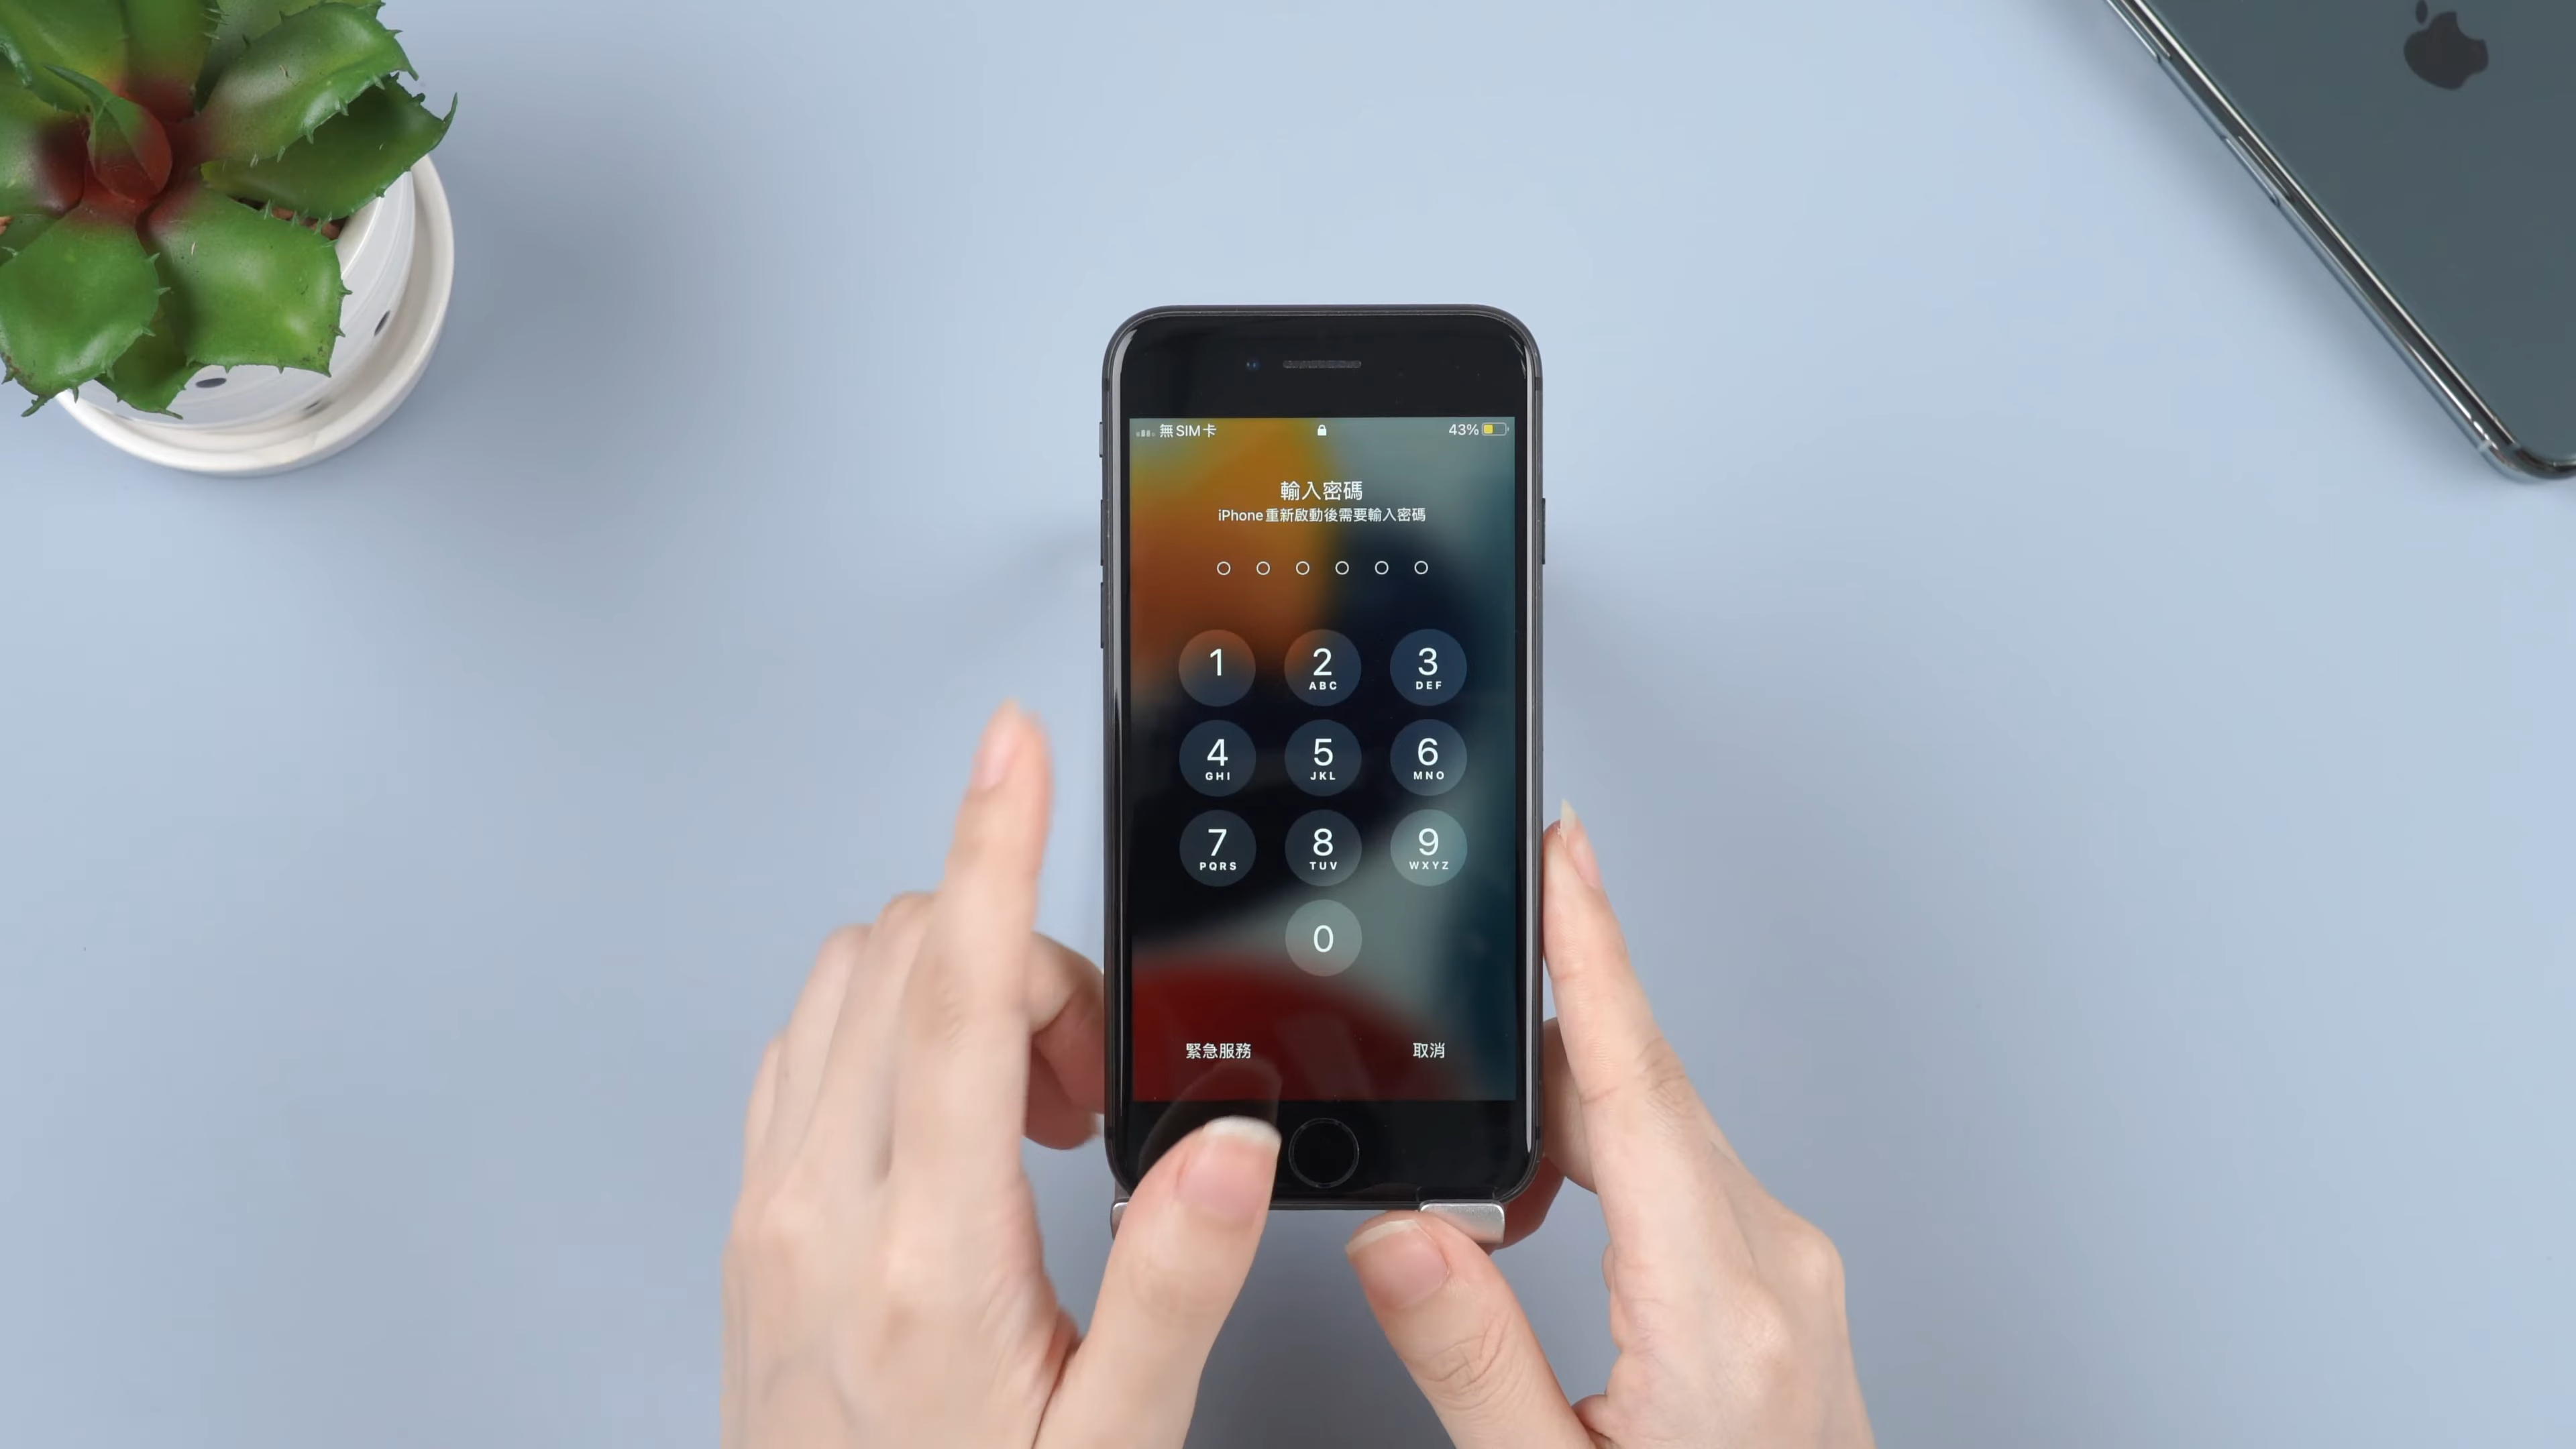 無SIM卡 43%
輸入密碼
iPhone重新啟動後需要輸入密碼
1 2 3
ABC DEF
4 5 6
GHI JKL MNO
7 8 9
PQRS TUV WXYZ
0
緊急服務 取消